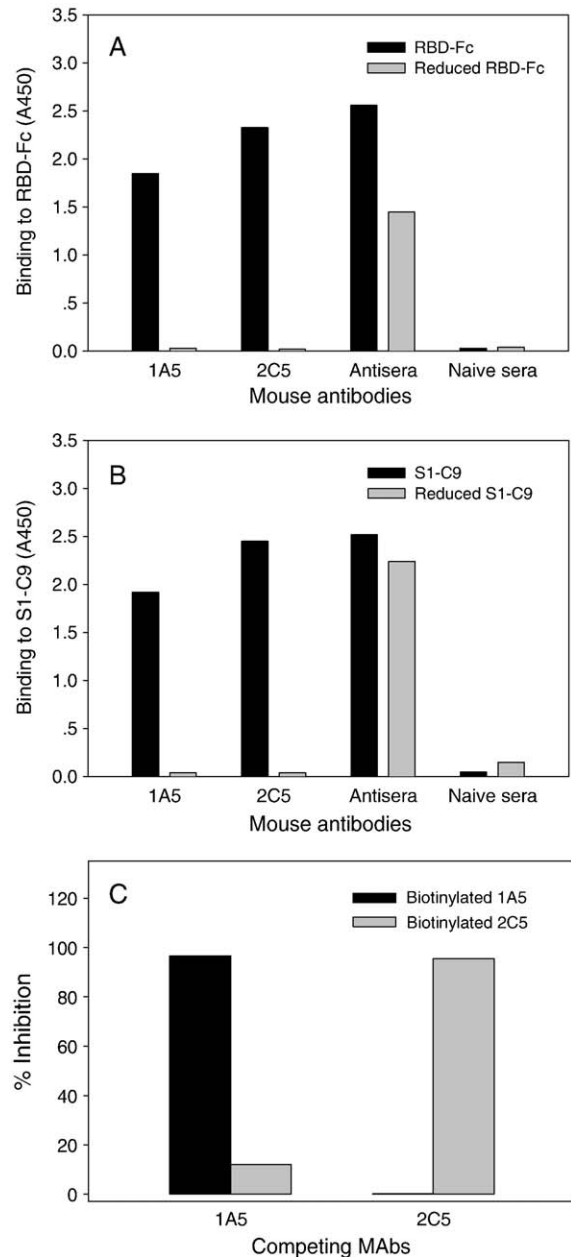 A
RBD-Fc
Reduced RBD-Fc
Binding to RBD-Fc (A450)
3.5
3.0
2.5
2.0
1.5
1.0
.5
0.0
1A5 2C5 Antisera Naive sera
Mouse antibodies
B
S1-C9
Reduced S1-C9
Binding to S1-C9 (A450)
3.5
3.0
2.5
2.0
1.5
1.0
.5
0.0
1A5 2C5 Antisera Naive sera
Mouse antibodies
C
Biotinylated 1A5
Biotinylated 2C5
% Inhibition
120
100
80
60
40
20
0
1A5 2C5
Competing MAbs